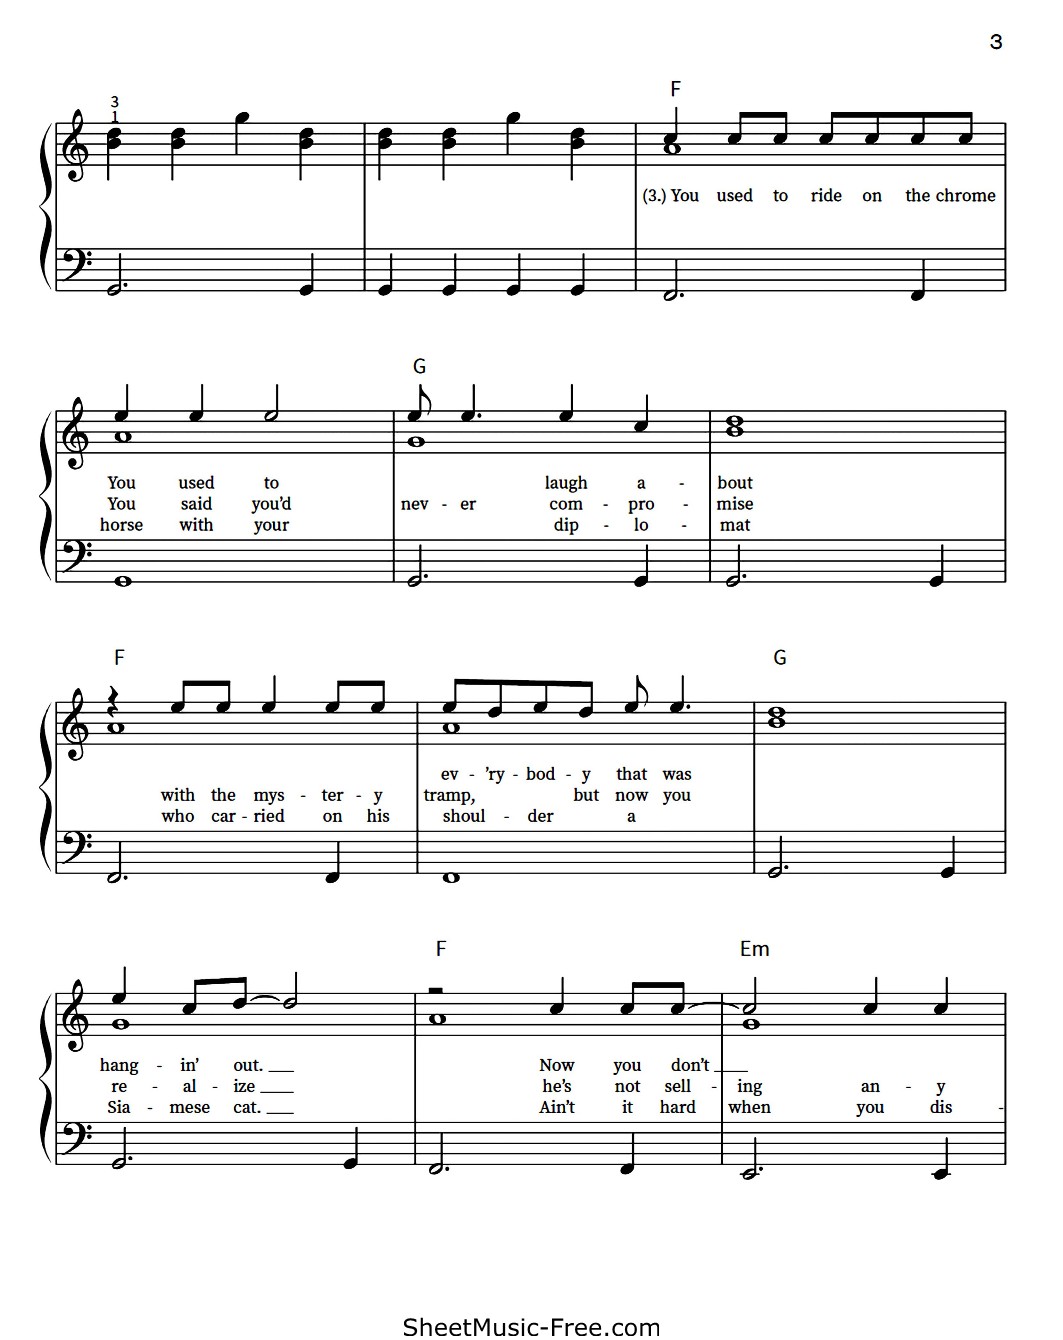 3
3
1
F
(3.) You used to ride on the chrome
G
You used to laugh a - bout
You said you'd nev - er com - pro - mise
horse with your dip - lo - mat
F G
ev - 'ry - bod - y that was
with the mys - ter - y tramp, but now you
who car - ried on his shoul - der a
F Em
hang - in' out. ___ Now you don't ___
re - al - ize ___ he's not sell - ing an - y
Sia - mese cat. ___ Ain't it hard when you dis -
SheetMusic-Free.com